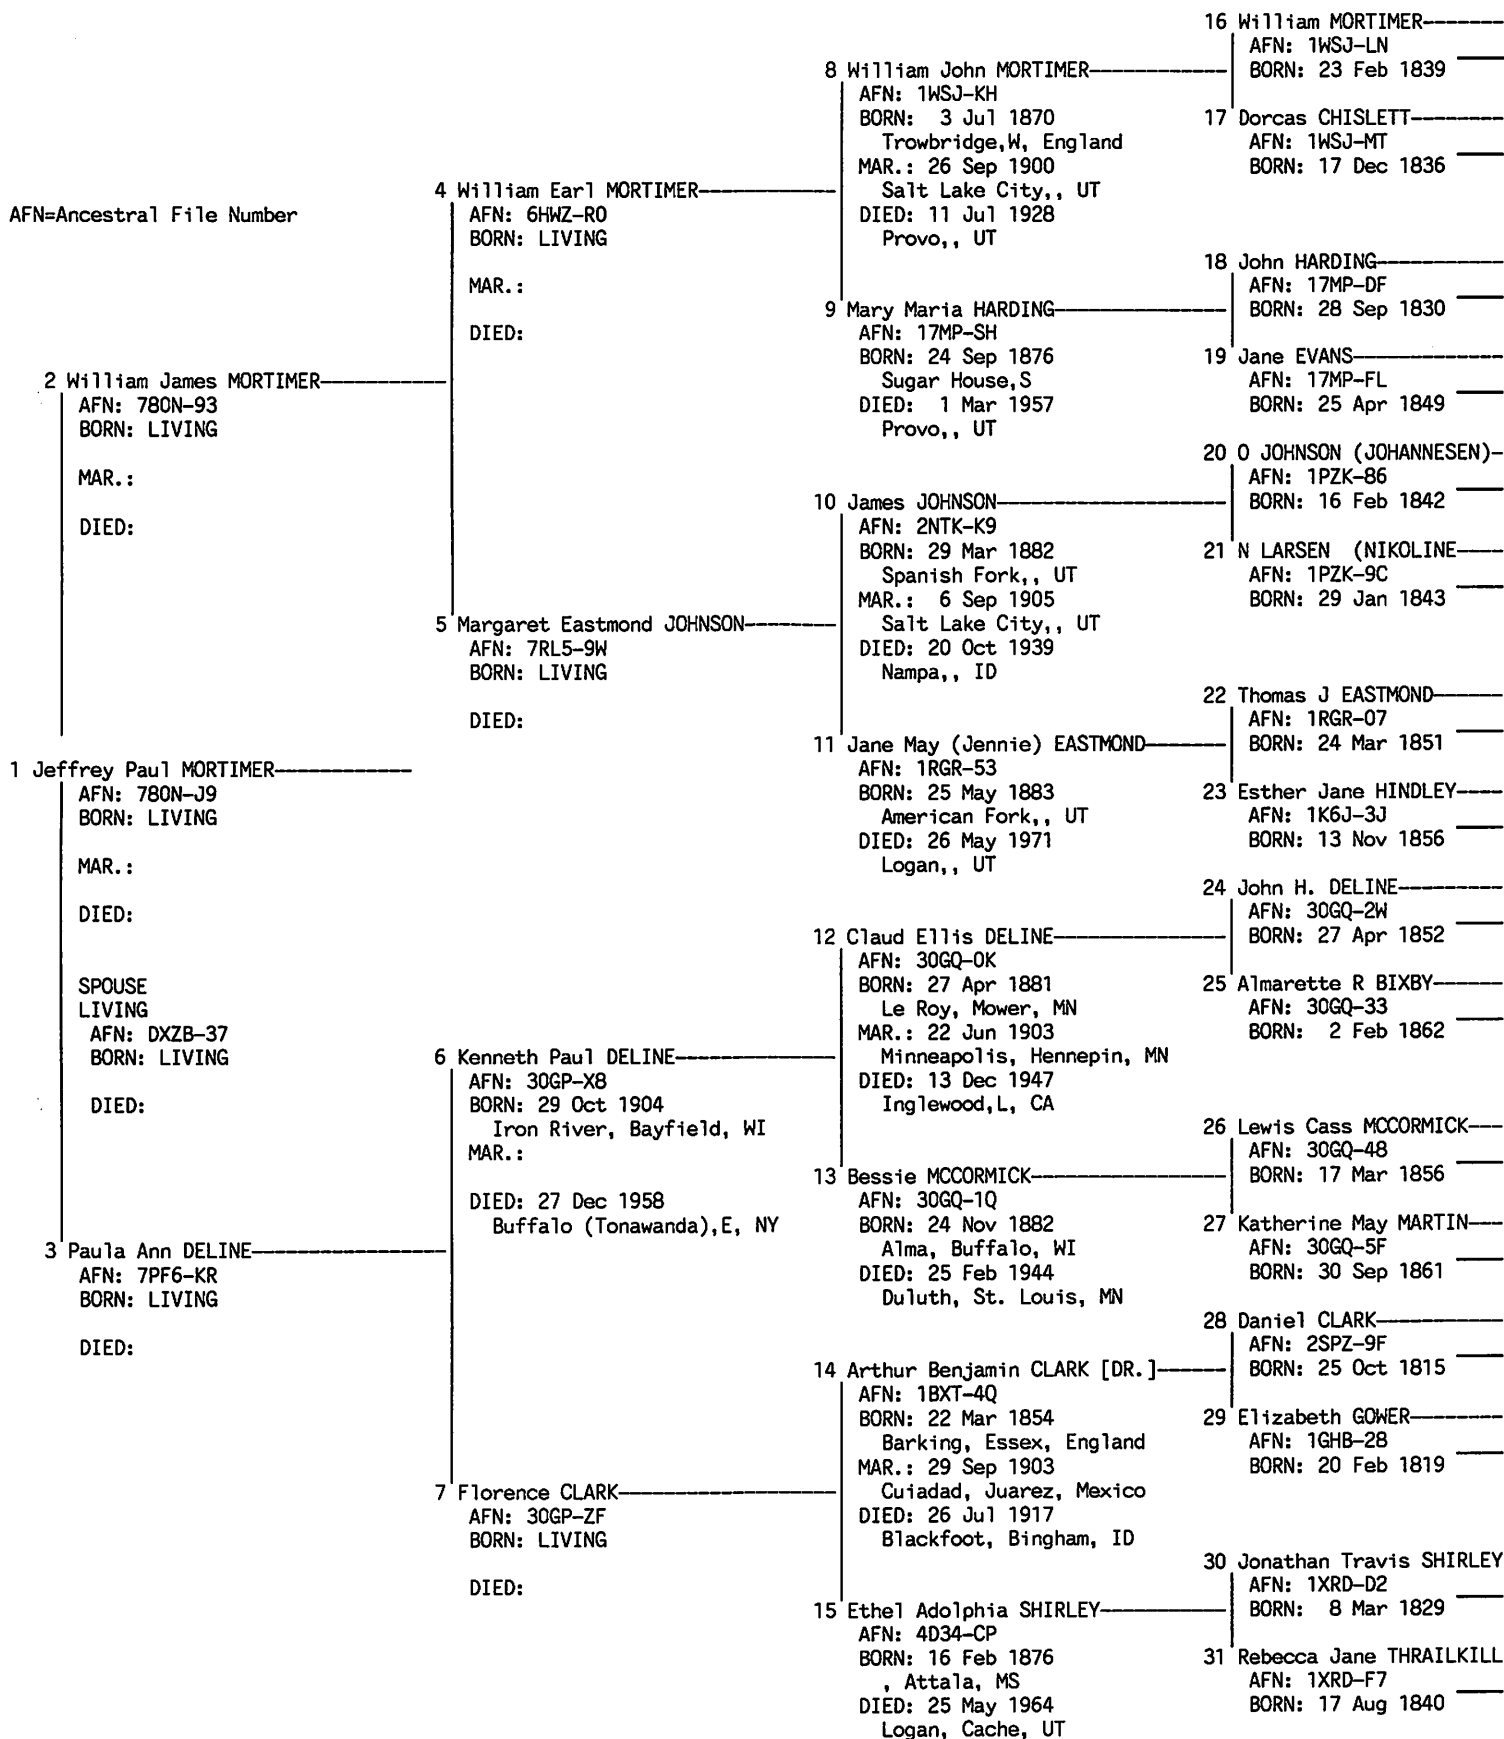 AFN=Ancestral File Number
1 Jeffrey Paul MORTIMER
AFN: 780N-J9
BORN: LIVING
MAR.:
DIED:
SPOUSE
LIVING
AFN: DXZB-37
BORN: LIVING
DIED:
2 William James MORTIMER
AFN: 780N-93
BORN: LIVING
MAR.:
DIED:
3 Paula Ann DELINE
AFN: 7PF6-KR
BORN: LIVING
DIED:
4 William Earl MORTIMER
AFN: 6HWZ-R0
BORN: LIVING
MAR.:
DIED:
5 Margaret Eastmond JOHNSON
AFN: 7RL5-9W
BORN: LIVING
DIED:
6 Kenneth Paul DELINE
AFN: 30GP-X8
BORN: 29 Oct 1904
Iron River, Bayfield, WI
MAR.:
DIED: 27 Dec 1958
Buffalo (Tonawanda),E, NY
7 Florence CLARK
AFN: 30GP-ZF
BORN: LIVING
DIED:
8 William John MORTIMER
AFN: 1WSJ-KH
BORN: 3 Jul 1870
Trowbridge,W, England
MAR.: 26 Sep 1900
Salt Lake City,, UT
DIED: 11 Jul 1928
Provo,, UT
9 Mary Maria HARDING
AFN: 17MP-SH
BORN: 24 Sep 1876
Sugar House,S
DIED: 1 Mar 1957
Provo,, UT
10 James JOHNSON
AFN: 2NTK-K9
BORN: 29 Mar 1882
Spanish Fork,, UT
MAR.: 6 Sep 1905
Salt Lake City,, UT
DIED: 20 Oct 1939
Nampa,, ID
11 Jane May (Jennie) EASTMOND
AFN: 1RGR-53
BORN: 25 May 1883
American Fork,, UT
DIED: 26 May 1971
Logan,, UT
12 Claud Ellis DELINE
AFN: 30GQ-0K
BORN: 27 Apr 1881
Le Roy, Mower, MN
MAR.: 22 Jun 1903
Minneapolis, Hennepin, MN
DIED: 13 Dec 1947
Inglewood,L, CA
13 Bessie MCCORMICK
AFN: 30GQ-1Q
BORN: 24 Nov 1882
Alma, Buffalo, WI
DIED: 25 Feb 1944
Duluth, St. Louis, MN
14 Arthur Benjamin CLARK [DR.]
AFN: 1BXT-4Q
BORN: 22 Mar 1854
Barking, Essex, England
MAR.: 29 Sep 1903
Cuiadad, Juarez, Mexico
DIED: 26 Jul 1917
Blackfoot, Bingham, ID
15 Ethel Adolphia SHIRLEY
AFN: 4D34-CP
BORN: 16 Feb 1876
, Attala, MS
DIED: 25 May 1964
Logan, Cache, UT
16 William MORTIMER
AFN: 1WSJ-LN
BORN: 23 Feb 1839
17 Dorcas CHISLETT
AFN: 1WSJ-MT
BORN: 17 Dec 1836
18 John HARDING
AFN: 17MP-DF
BORN: 28 Sep 1830
19 Jane EVANS
AFN: 17MP-FL
BORN: 25 Apr 1849
20 O JOHNSON (JOHANNESEN)
AFN: 1PZK-86
BORN: 16 Feb 1842
21 N LARSEN (NIKOLINE
AFN: 1PZK-9C
BORN: 29 Jan 1843
22 Thomas J EASTMOND
AFN: 1RGR-07
BORN: 24 Mar 1851
23 Esther Jane HINDLEY
AFN: 1K6J-3J
BORN: 13 Nov 1856
24 John H. DELINE
AFN: 30GQ-2W
BORN: 27 Apr 1852
25 Almarette R BIXBY
AFN: 30GQ-33
BORN: 2 Feb 1862
26 Lewis Cass MCCORMICK
AFN: 30GQ-48
BORN: 17 Mar 1856
27 Katherine May MARTIN
AFN: 30GQ-5F
BORN: 30 Sep 1861
28 Daniel CLARK
AFN: 2SPZ-9F
BORN: 25 Oct 1815
29 Elizabeth GOWER
AFN: 1GHB-28
BORN: 20 Feb 1819
30 Jonathan Travis SHIRLEY
AFN: 1XRD-D2
BORN: 8 Mar 1829
31 Rebecca Jane THRAILKILL
AFN: 1XRD-F7
BORN: 17 Aug 1840